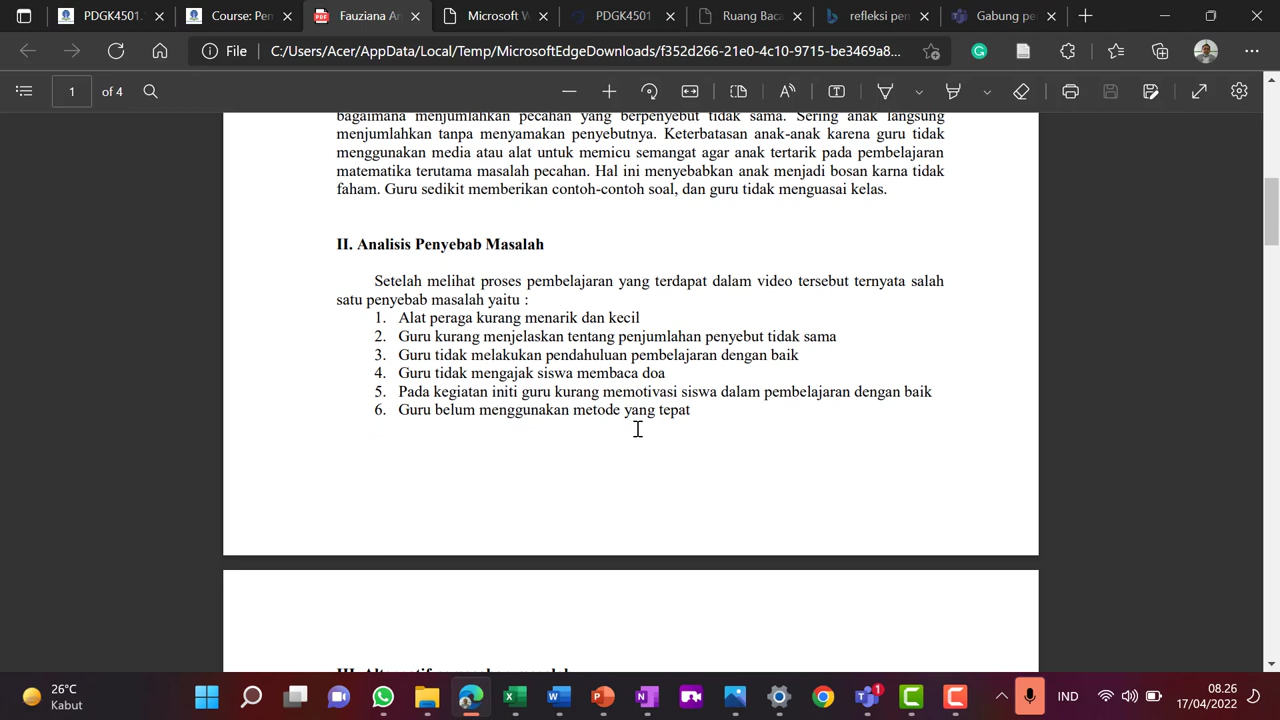 PDGK4501.
Course: Pen
Fauziana An
Microsoft W
PDGK4501
Ruang Baca
refleksi pen
Gabung pe
File
C:/Users/Acer/AppData/Local/Temp/MicrosoftEdgeDownloads/f352d266-21e0-4c10-9715-be3469a8...
1 of 4
bagaimana menjumlahkan pecahan yang berpenyebut tidak sama. Sering anak langsung
menjumlahkan tanpa menyamakan penyebutnya. Keterbatasan anak-anak karena guru tidak
menggunakan media atau alat untuk memicu semangat agar anak tertarik pada pembelajaran
matematika terutama masalah pecahan. Hal ini menyebabkan anak menjadi bosan karna tidak
faham. Guru sedikit memberikan contoh-contoh soal, dan guru tidak menguasai kelas.
II. Analisis Penyebab Masalah
Setelah melihat proses pembelajaran yang terdapat dalam video tersebut ternyata salah
satu penyebab masalah yaitu :
1. Alat peraga kurang menarik dan kecil
2. Guru kurang menjelaskan tentang penjumlahan penyebut tidak sama
3. Guru tidak melakukan pendahuluan pembelajaran dengan baik
4. Guru tidak mengajak siswa membaca doa
5. Pada kegiatan initi guru kurang memotivasi siswa dalam pembelajaran dengan baik
6. Guru belum menggunakan metode yang tepat
26°C
Kabut
1
IND
08.26
17/04/2022